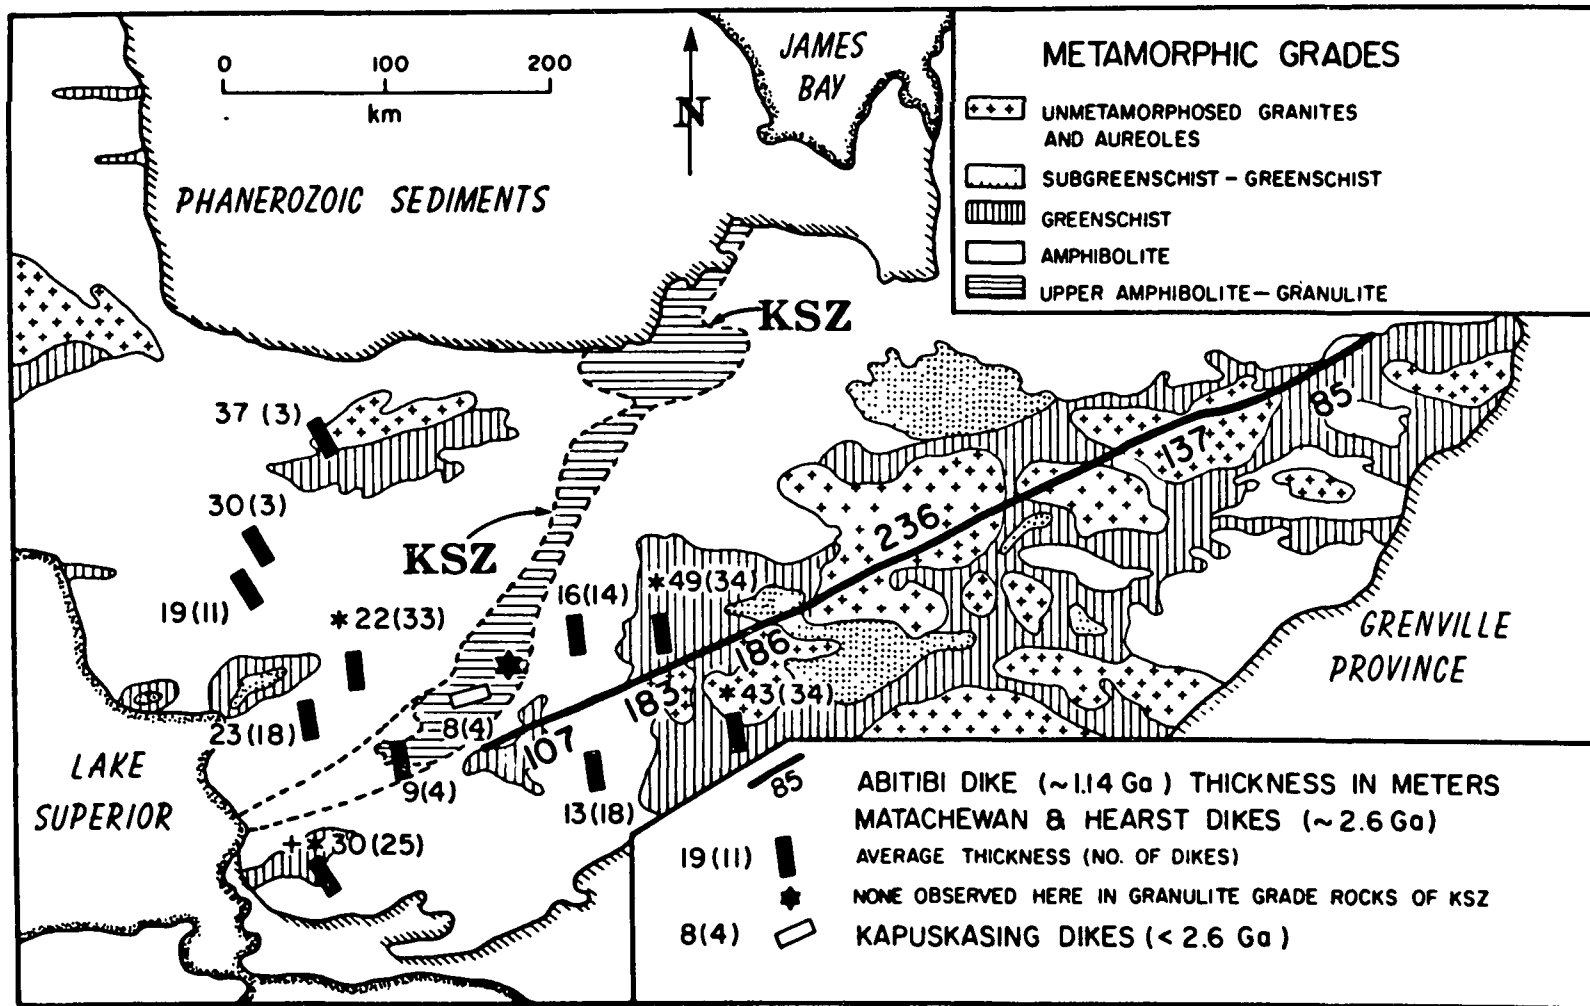 0 100 200
km
N
JAMES
BAY
PHANEROZOIC SEDIMENTS
METAMORPHIC GRADES
UNMETAMORPHOSED GRANITES
AND AUREOLES
SUBGREENSCHIST - GREENSCHIST
GREENSCHIST
AMPHIBOLITE
UPPER AMPHIBOLITE - GRANULITE
KSZ
37 (3)
85
137
30(3)
236
KSZ
19(11)
*22(33)
16(14)
*49(34)
186
GRENVILLE
PROVINCE
183
*43(34)
23(18)
8(4)
107
9(4)
13(18)
LAKE
SUPERIOR
+*30(25)
85
ABITIBI DIKE (~1.14 Ga) THICKNESS IN METERS
MATACHEWAN & HEARST DIKES (~2.6 Ga)
19(11)
AVERAGE THICKNESS (NO. OF DIKES)
NONE OBSERVED HERE IN GRANULITE GRADE ROCKS OF KSZ
8(4)
KAPUSKASING DIKES (< 2.6 Ga)